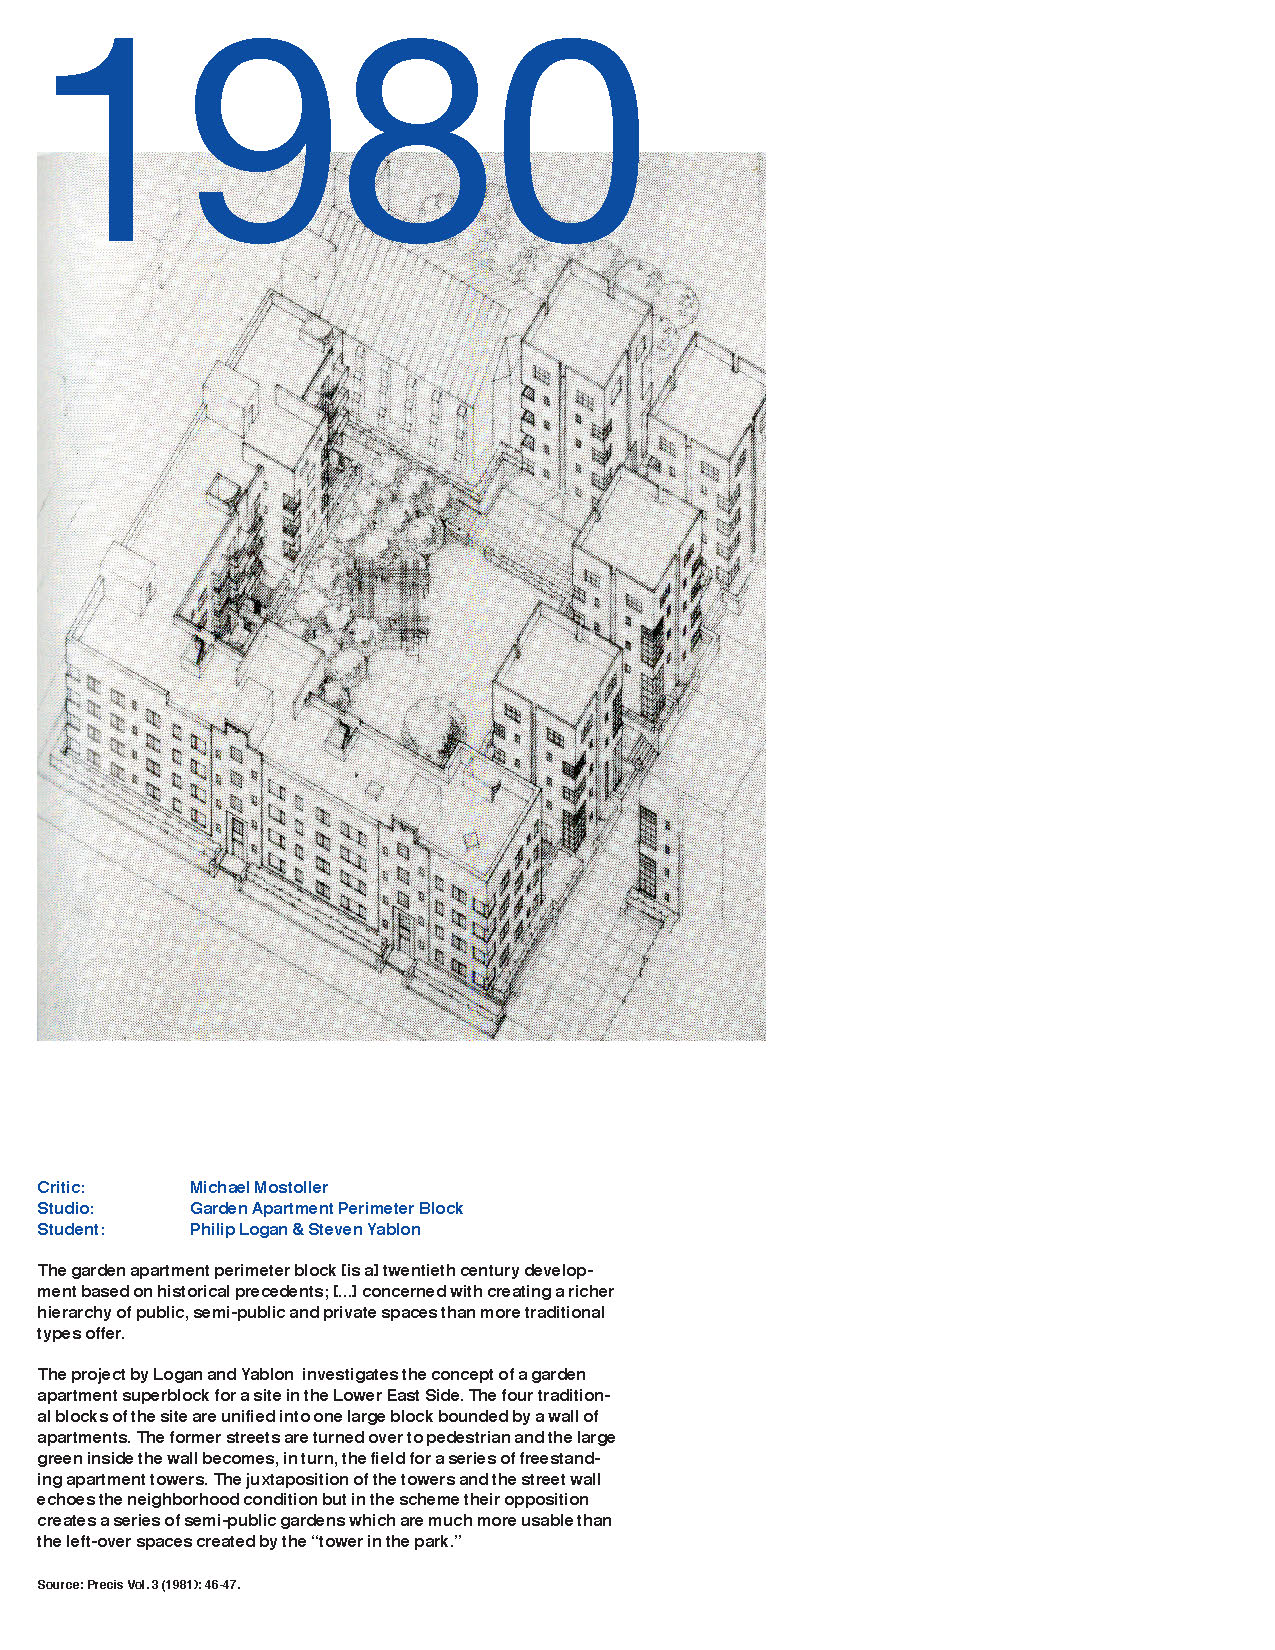 1980
Critic: Michael Mostoller
Studio: Garden Apartment Perimeter Block
Student: Philip Logan & Steven Yablon
The garden apartment perimeter block [is a] twentieth century develop-
ment based on historical precedents; [...] concerned with creating a richer
hierarchy of public, semi-public and private spaces than more traditional
types offer.
The project by Logan and Yablon investigates the concept of a garden
apartment superblock for a site in the Lower East Side. The four tradition-
al blocks of the site are unified into one large block bounded by a wall of
apartments. The former streets are turned over to pedestrian and the large
green inside the wall becomes, in turn, the field for a series of freestand-
ing apartment towers. The juxtaposition of the towers and the street wall
echoes the neighborhood condition but in the scheme their opposition
creates a series of semi-public gardens which are much more usable than
the left-over spaces created by the “tower in the park.”
Source: Precis Vol. 3 (1981): 46-47.